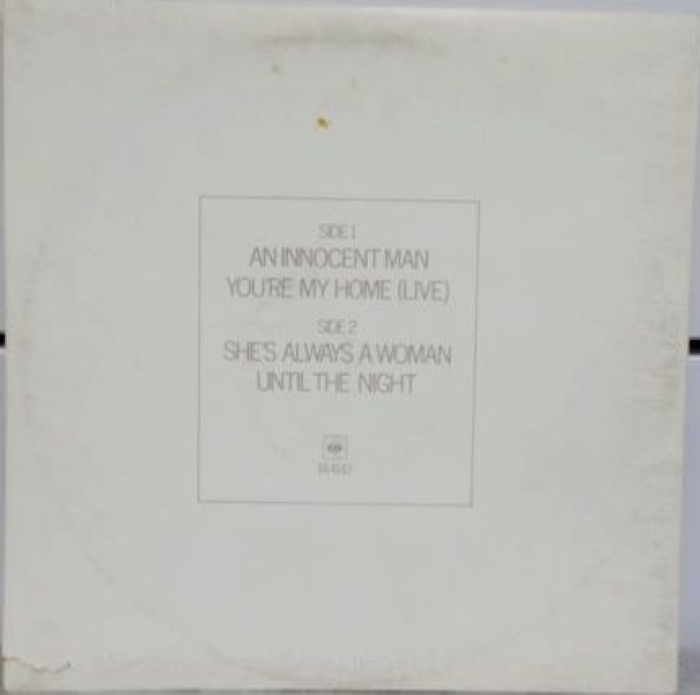 SIDE 1
AN INNOCENT MAN
YOU'RE MY HOME (LIVE)
SIDE 2
SHE'S ALWAYS A WOMAN
UNTIL THE NIGHT